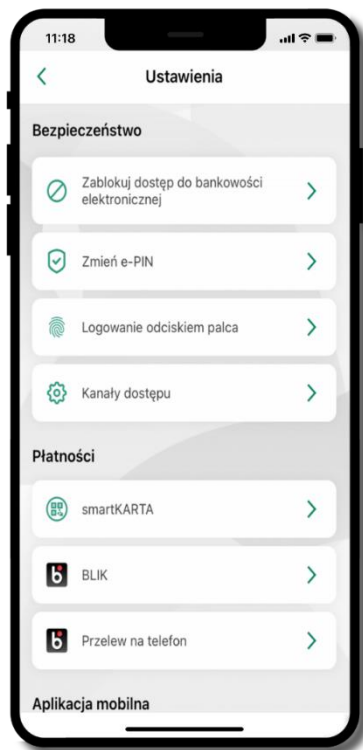 11:18
Ustawienia
Bezpieczeństwo
Zablokuj dostęp do bankowości
elektronicznej
Zmień e-PIN
Logowanie odciskiem palca
Kanały dostępu
Płatności
smartKARTA
BLIK
Przelew na telefon
Aplikacja mobilna